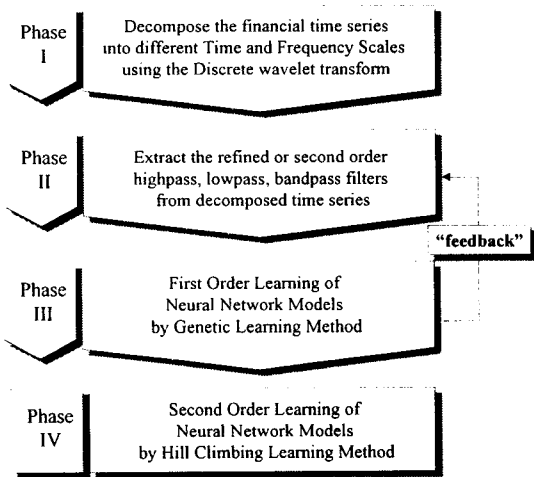 Phase
I
Decompose the financial time series
into different Time and Frequency Scales
using the Discrete wavelet transform
Phase
II
Extract the refined or second order
highpass, lowpass, bandpass filters
from decomposed time series
"feedback"
Phase
III
First Order Learning of
Neural Network Models
by Genetic Learning Method
Phase
IV
Second Order Learning of
Neural Network Models
by Hill Climbing Learning Method